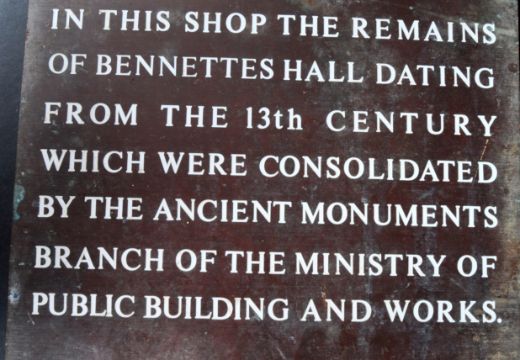 IN THIS SHOP THE REMAINS
OF BENNETTES HALL DATING
FROM THE 13th CENTURY
WHICH WERE CONSOLIDATED
BY THE ANCIENT MONUMENTS
BRANCH OF THE MINISTRY OF
PUBLIC BUILDING AND WORKS.